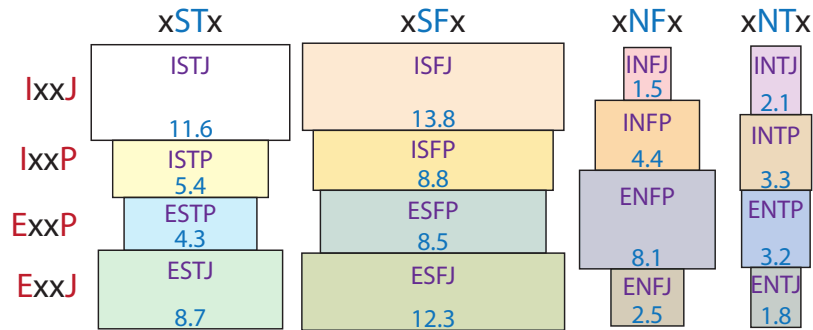 xSTx xSFx xNFx xNTx
IxxJ ISTJ ISFJ INFJ INTJ
11.6 13.8 1.5 2.1
IxxP ISTP ISFP INFP INTP
5.4 8.8 4.4 3.3
ExxP ESTP ESFP ENFP ENTP
4.3 8.5 8.1 3.2
ExxJ ESTJ ESFJ ENFJ ENTJ
8.7 12.3 2.5 1.8